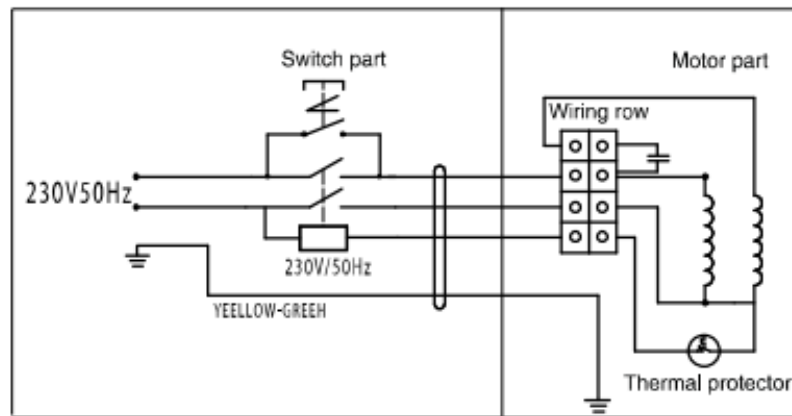 Switch part
Motor part
Wiring row
230V50Hz
230V/50Hz
YEELLOW-GREEH
Thermal protector